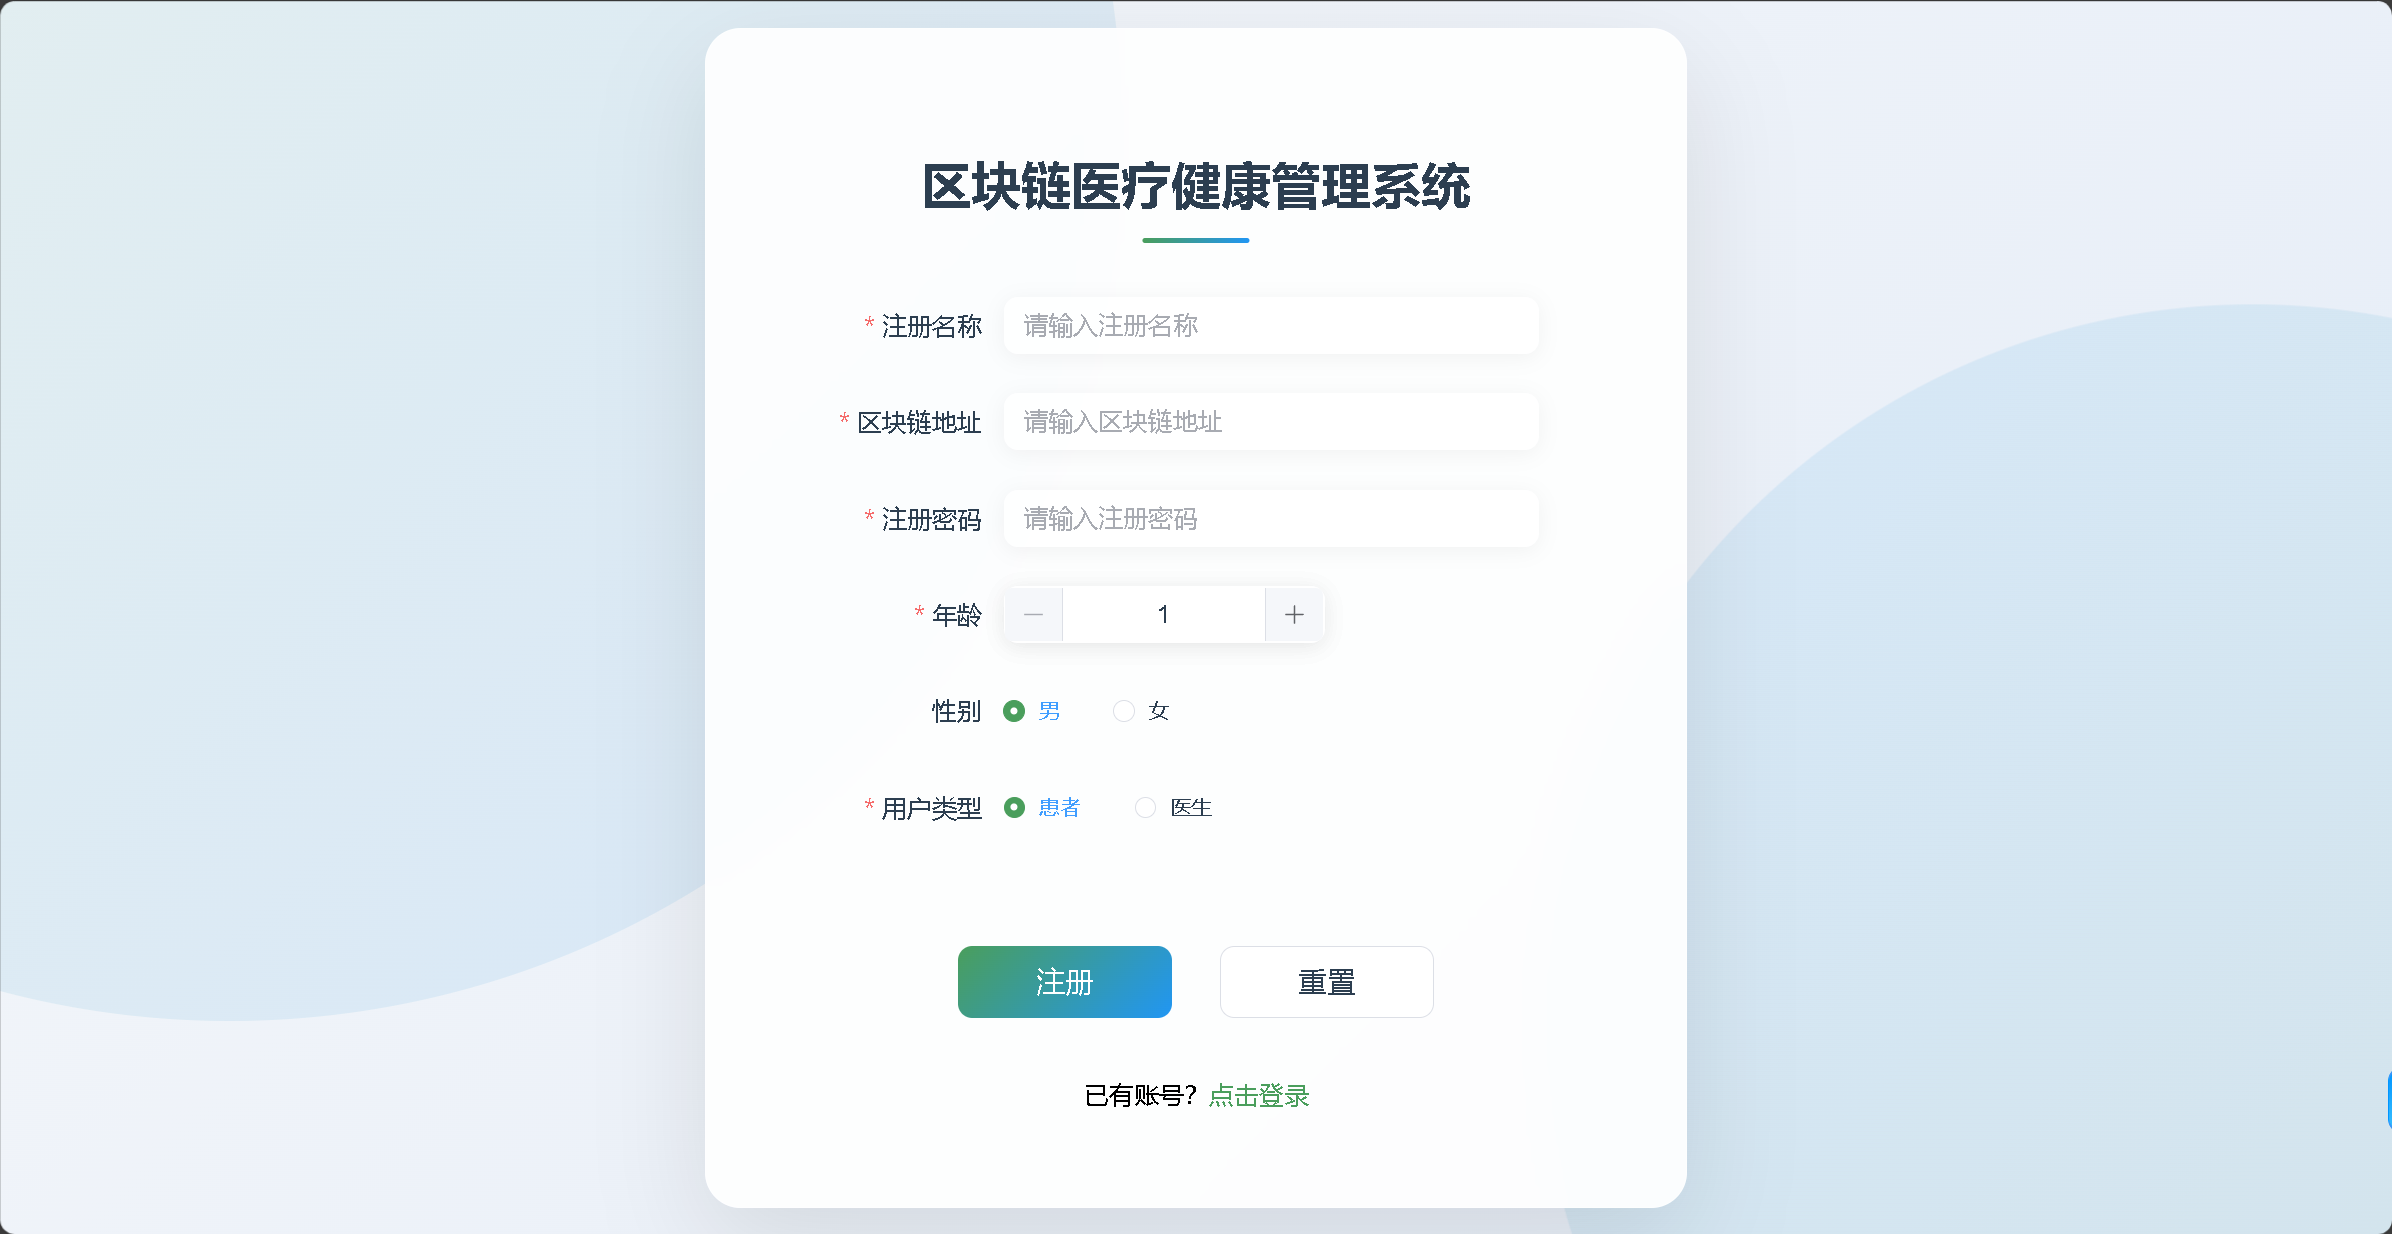 区块链医疗健康管理系统
* 注册名称 请输入注册名称
* 区块链地址 请输入区块链地址
* 注册密码 请输入注册密码
* 年龄 1
性别 男 女
* 用户类型 患者 医生
注册 重置
已有账号？点击登录